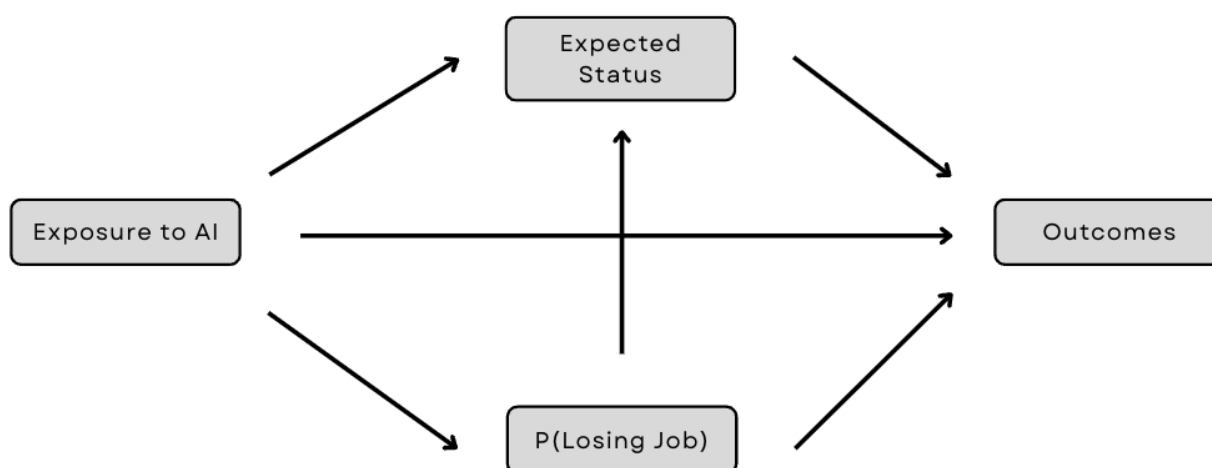 Expected
Status
Exposure to AI
Outcomes
P(Losing Job)